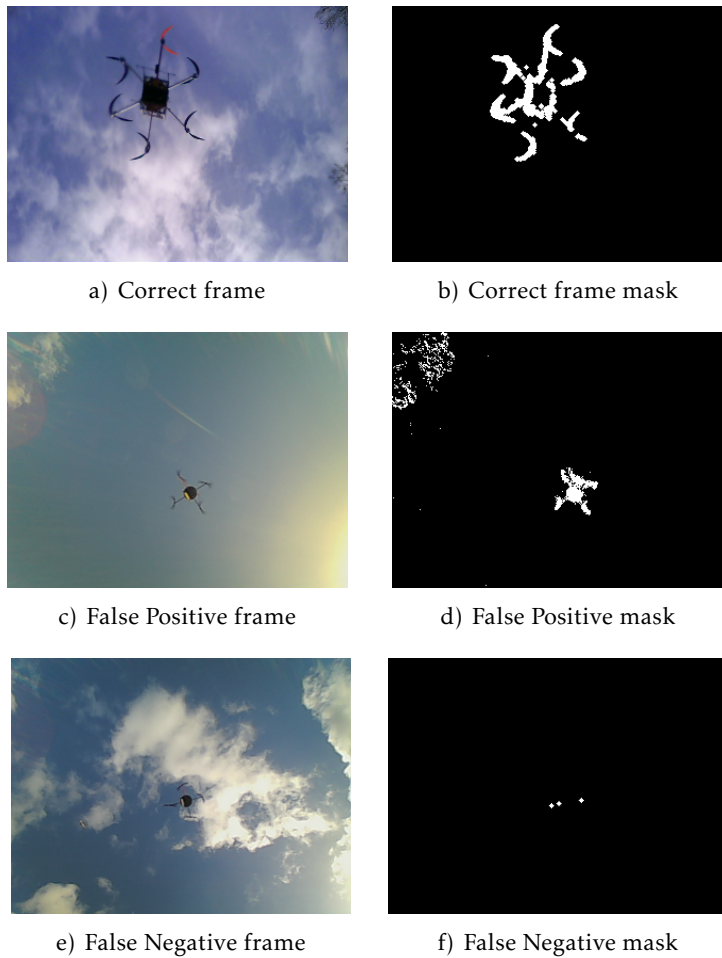 a) Correct frame
b) Correct frame mask
c) False Positive frame
d) False Positive mask
e) False Negative frame
f) False Negative mask